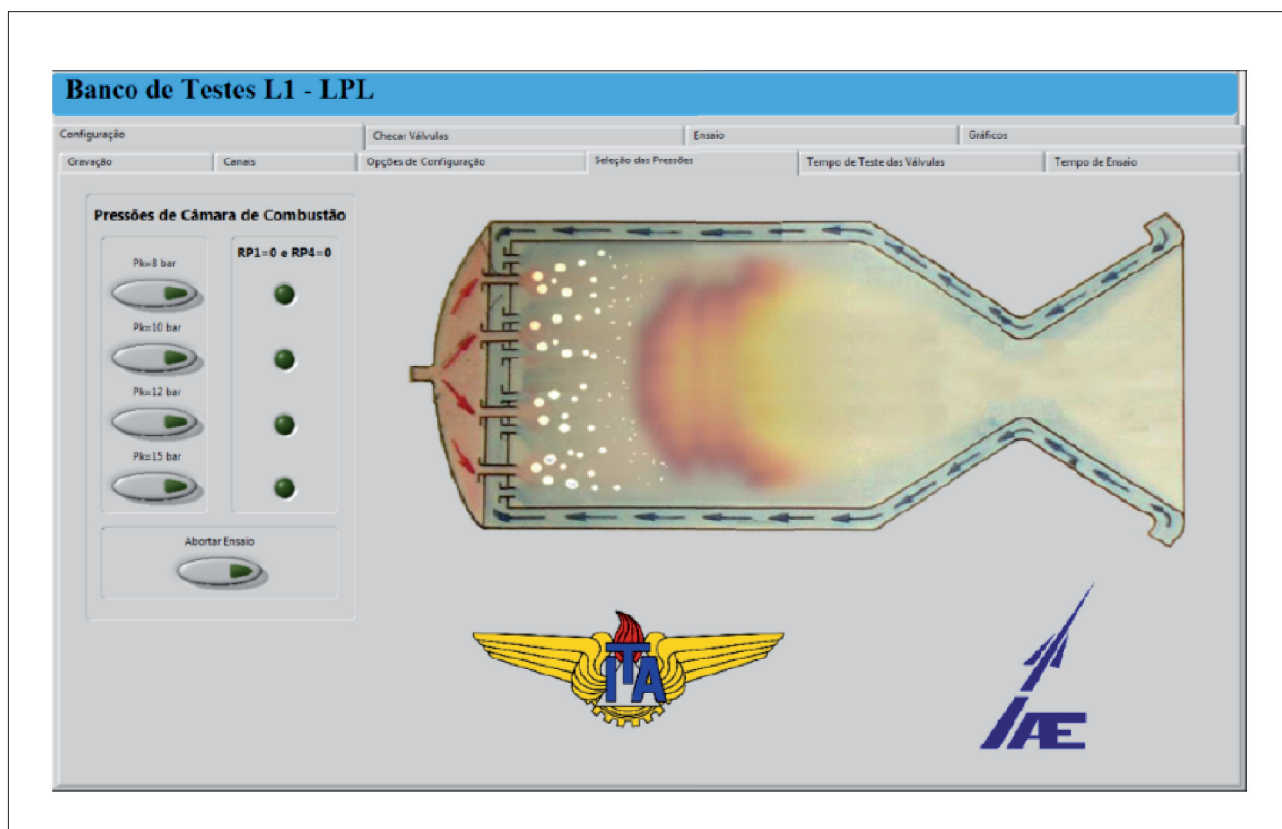 Banco de Testes L1 - LPL
Configuração Checar Válvulas Ensaio Gráficos
Gravação Canais Opções de Configuração Seleção das Pressões Tempo de Teste das Válvulas Tempo de Ensaio
Pressões de Câmara de Combustão
RP1=0 e RP4=0
Pk=8 bar
Pk=10 bar
Pk=12 bar
Pk=15 bar
Abortar Ensaio
ITA
IAE